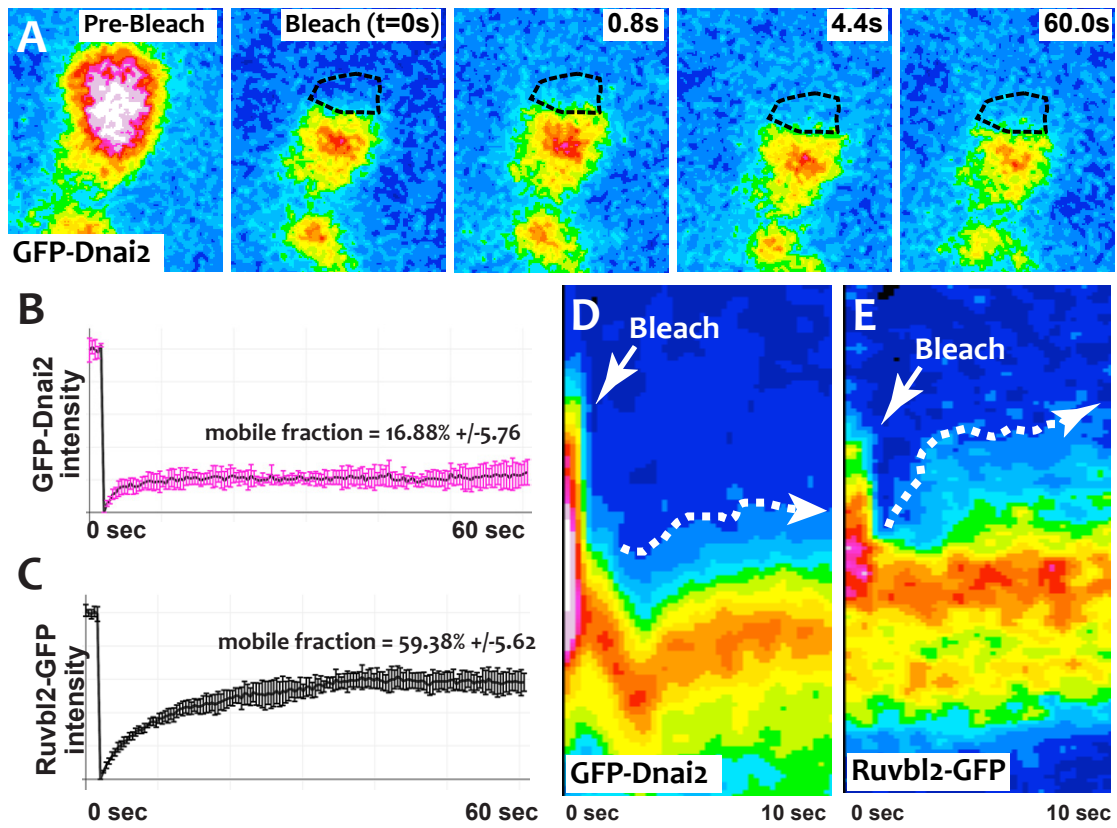 A
Pre-Bleach
Bleach (t=0s)
0.8s
4.4s
60.0s
GFP-Dnai2
B
GFP-Dnai2
intensity
mobile fraction = 16.88% +/-5.76
0 sec
60 sec
C
Ruvbl2-GFP
intensity
mobile fraction = 59.38% +/-5.62
0 sec
60 sec
D
Bleach
GFP-Dnai2
0 sec
10 sec
E
Bleach
Ruvbl2-GFP
0 sec
10 sec